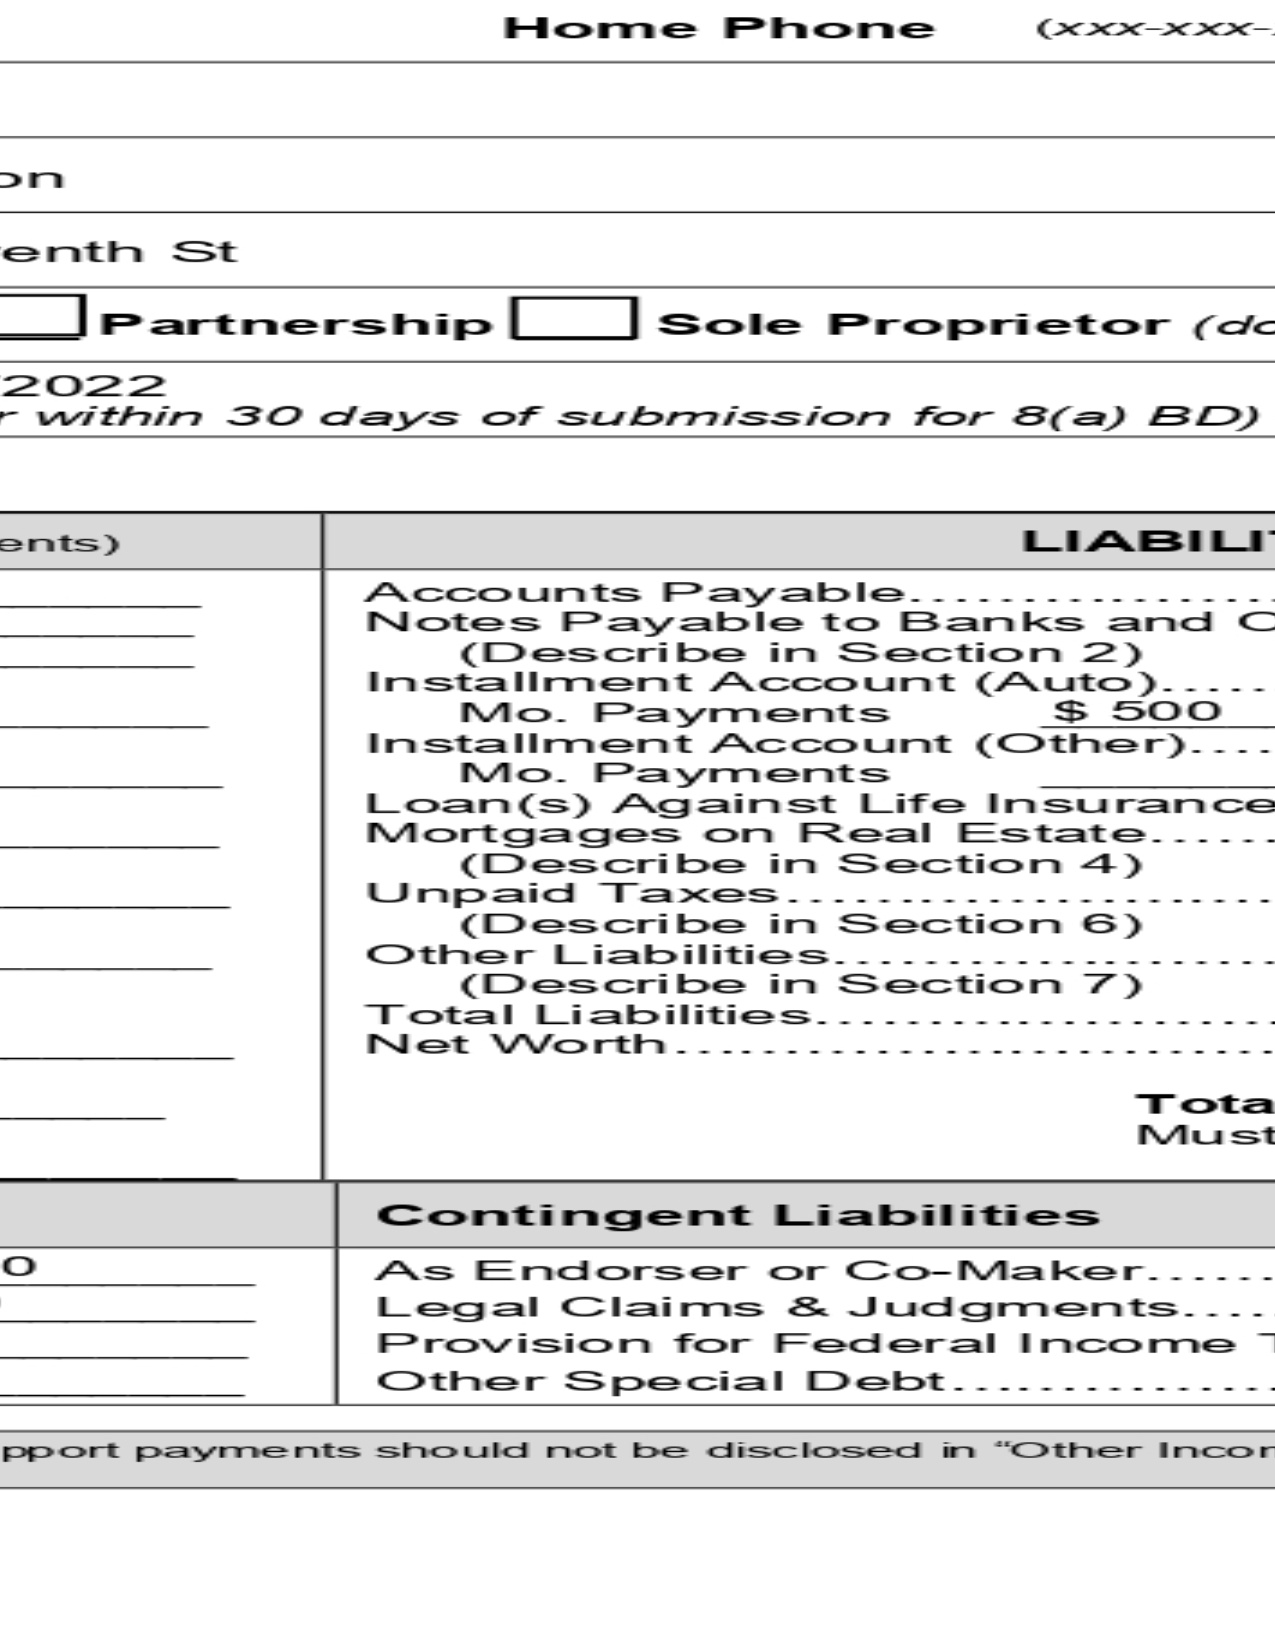 Home Phone (xxx-xxx-
on
enth St
Partnership Sole Proprietor (do
/2022
r within 30 days of submission for 8(a) BD)
ents) LIABILIT
Accounts Payable
Notes Payable to Banks and O
(Describe in Section 2)
Installment Account (Auto)
Mo. Payments $ 500
Installment Account (Other)
Mo. Payments
Loan(s) Against Life Insurance
Mortgages on Real Estate
(Describe in Section 4)
Unpaid Taxes
(Describe in Section 6)
Other Liabilities
(Describe in Section 7)
Total Liabilities
Net Worth
Tota
Must
Contingent Liabilities
0 As Endorser or Co-Maker
Legal Claims & Judgments
Provision for Federal Income T
Other Special Debt
pport payments should not be disclosed in “Other Incom